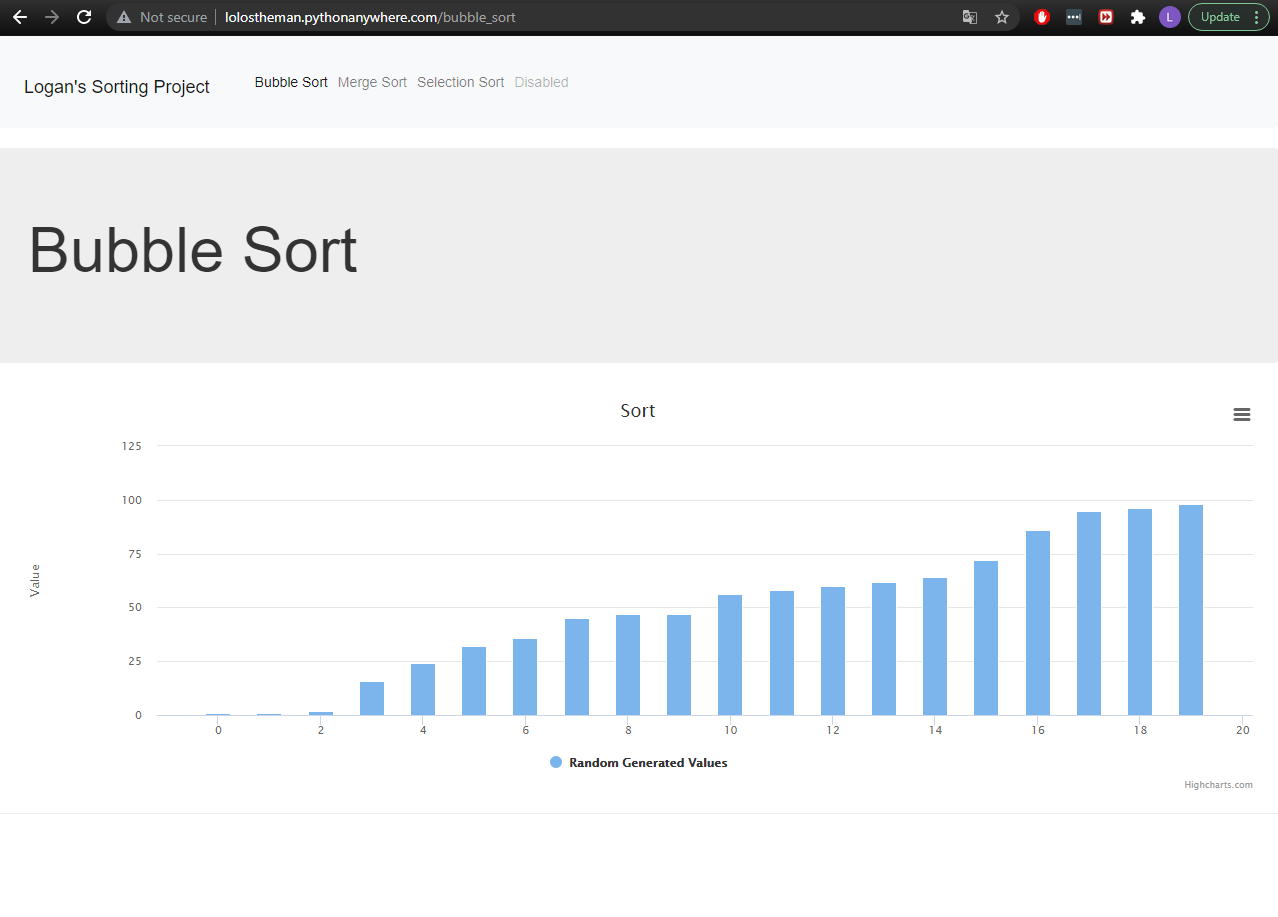 Not secure | lolostheman.pythonanywhere.com/bubble_sort L Update
Logan's Sorting Project Bubble Sort Merge Sort Selection Sort Disabled
Bubble Sort
Sort
125
100
75
50
25
0
Value
0 2 4 6 8 10 12 14 16 18 20
Random Generated Values
Highcharts.com